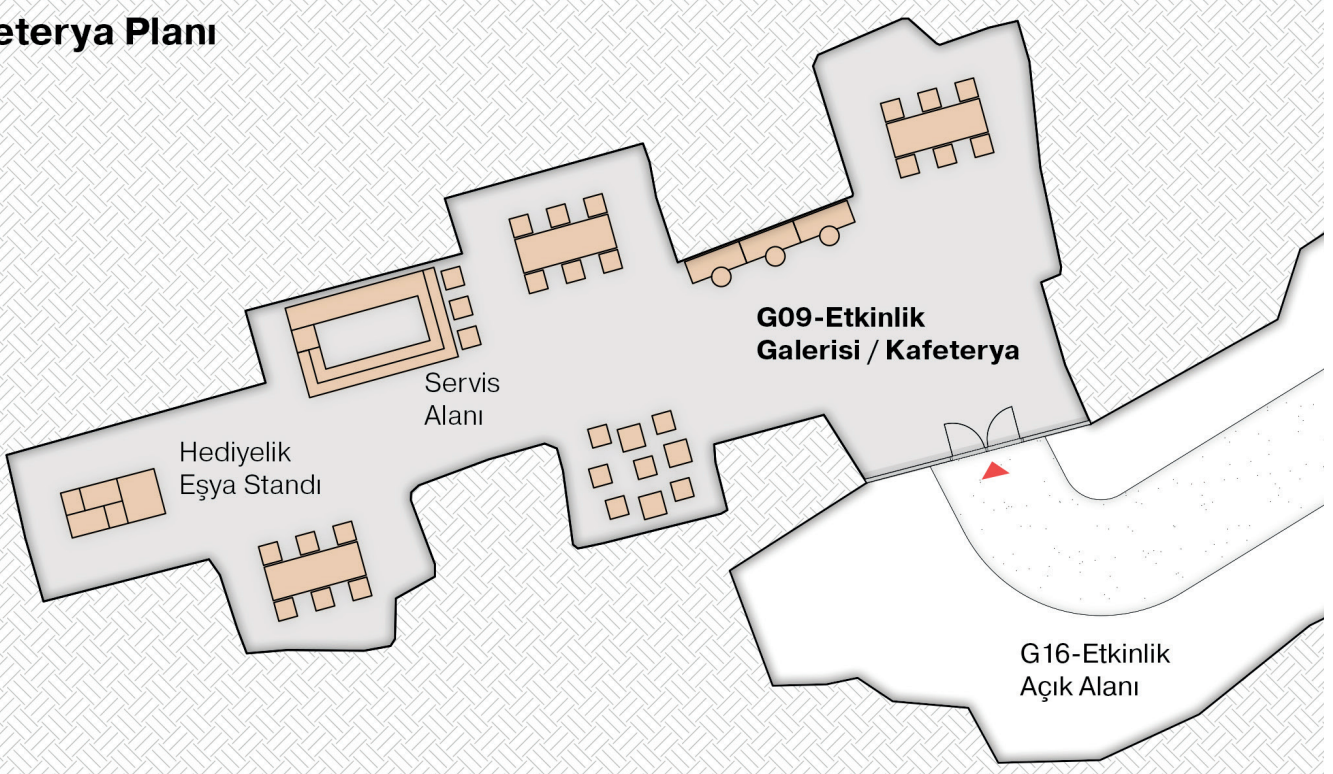 eterya Planı
G09-Etkinlik
Galerisi / Kafeterya
Servis
Alanı
Hediyelik
Eşya Standı
G16-Etkinlik
Açık Alanı